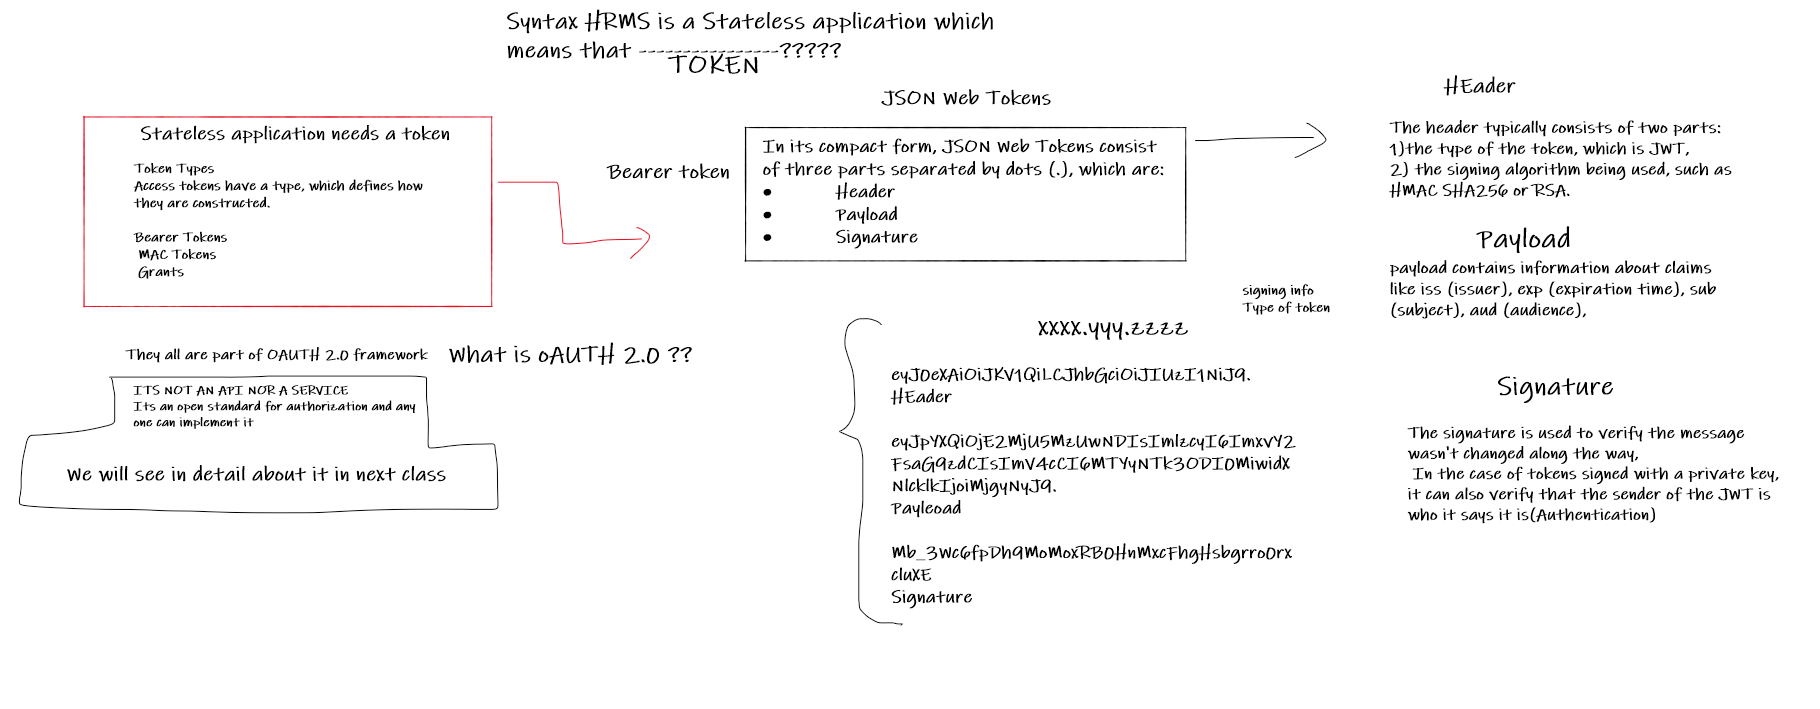 Syntax HRMS is a Stateless application which
means that ---------------?????
TOKEN
Stateless application needs a token
Token Types
Access tokens have a type, which defines how
they are constructed.
Bearer Tokens
MAC Tokens
Grants
They all are part of OAUTH 2.0 framework
What is oAUTH 2.0 ??
ITS NOT AN API NOR A SERVICE
Its an open standard for authorization and any
one can implement it
We will see in detail about it in next class
Bearer token
JSON Web Tokens
In its compact form, JSON Web Tokens consist
of three parts separated by dots (.), which are:
• Header
• Payload
• Signature
signing info
Type of token
xxxx.yyy.zzzz
eyJ0eXAiOiJKV1QiLCJhbGciOiJIUzI1NiJ9.
HEader
eyJpYXQiOjE2MjU5MzUwNDIsImlzcyI6ImxvY2
FsaG9zdCIsImV4cCI6MTYyNTk3ODI0MiwidX
NlcklkIjoiMjgyNyJ9.
Payleoad
Mb_3Wc6fpDh9MoMoxRB0HnMxcFhgHsbgrro0rx
cluXE
Signature
HEader
The header typically consists of two parts:
1)the type of the token, which is JWT,
2) the signing algorithm being used, such as
HMAC SHA256 or RSA.
Payload
payload contains information about claims
like iss (issuer), exp (expiration time), sub
(subject), aud (audience),
Signature
The signature is used to verify the message
wasn't changed along the way,
In the case of tokens signed with a private key,
it can also verify that the sender of the JWT is
who it says it is(Authentication)